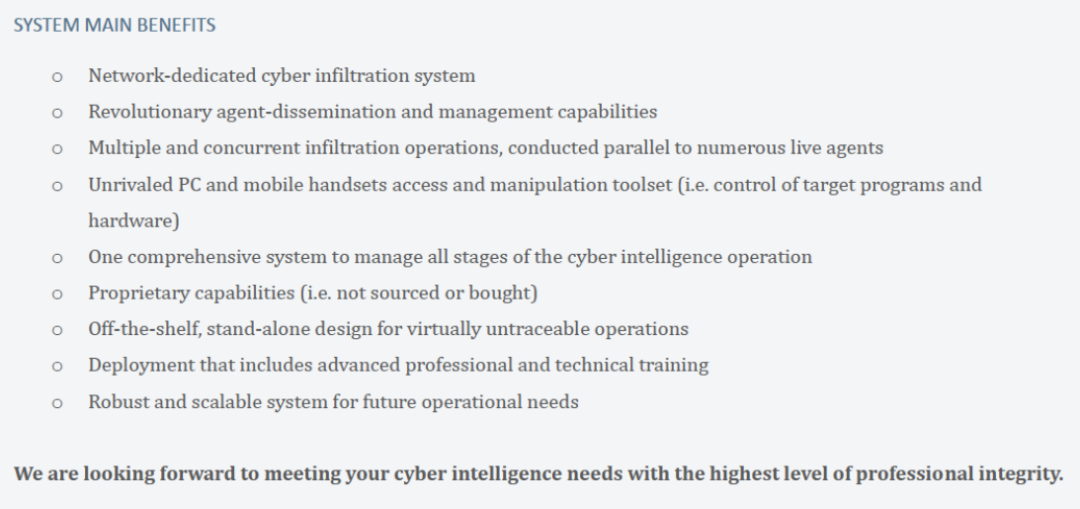 SYSTEM MAIN BENEFITS
○ Network-dedicated cyber infiltration system
○ Revolutionary agent-dissemination and management capabilities
○ Multiple and concurrent infiltration operations, conducted parallel to numerous live agents
○ Unrivaled PC and mobile handsets access and manipulation toolset (i.e. control of target programs and
hardware)
○ One comprehensive system to manage all stages of the cyber intelligence operation
○ Proprietary capabilities (i.e. not sourced or bought)
○ Off-the-shelf, stand-alone design for virtually untraceable operations
○ Deployment that includes advanced professional and technical training
○ Robust and scalable system for future operational needs
We are looking forward to meeting your cyber intelligence needs with the highest level of professional integrity.